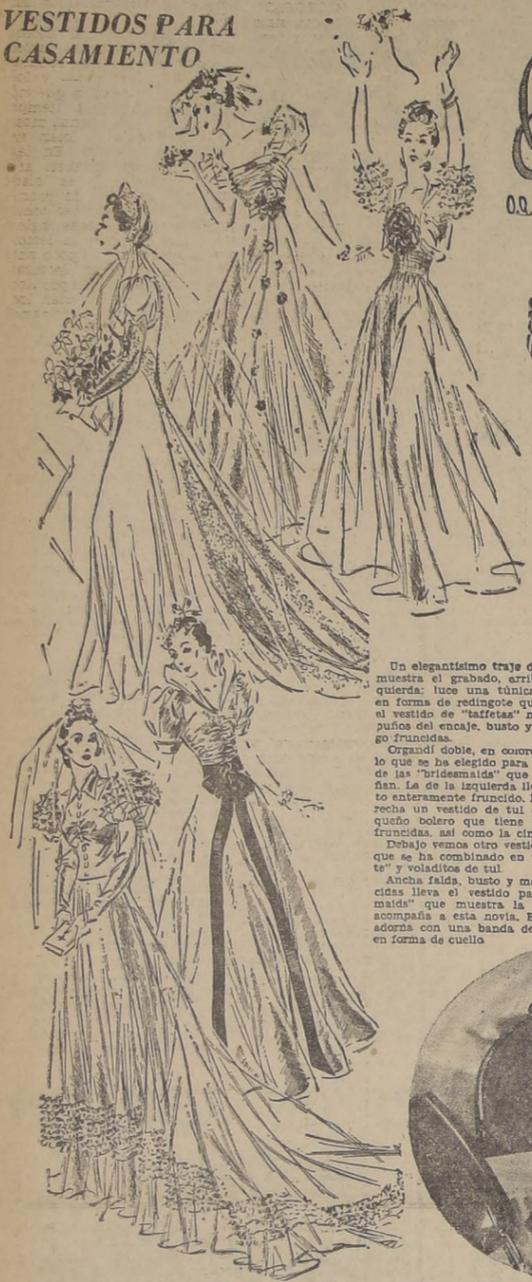 VESTIDOS PARA
CASAMIENTO
Un elegantísimo traje d
muestra el grabado, arri
quierda: luce una túnic
en forma de redingote qu
el vestido de "taffetas" n
puños del encaje, busto y
go fruncidas.
Organdí doble, en colore
lo que se ha elegido para
de las "bridesmaids" que
ñan. La de la izquierda ll
to enteramente fruncido.
recha un vestido de tul
queño bolero que tiene
fruncidas, así como la cin
Debajo vemos otro vesti
que se ha combinado en
te" y voladitos de tul
Ancha falda, busto y ma
cidas lleva el vestido pa
maids" que muestra la
acompaña a esta novia. E
adorna con una banda de
en forma de cuello